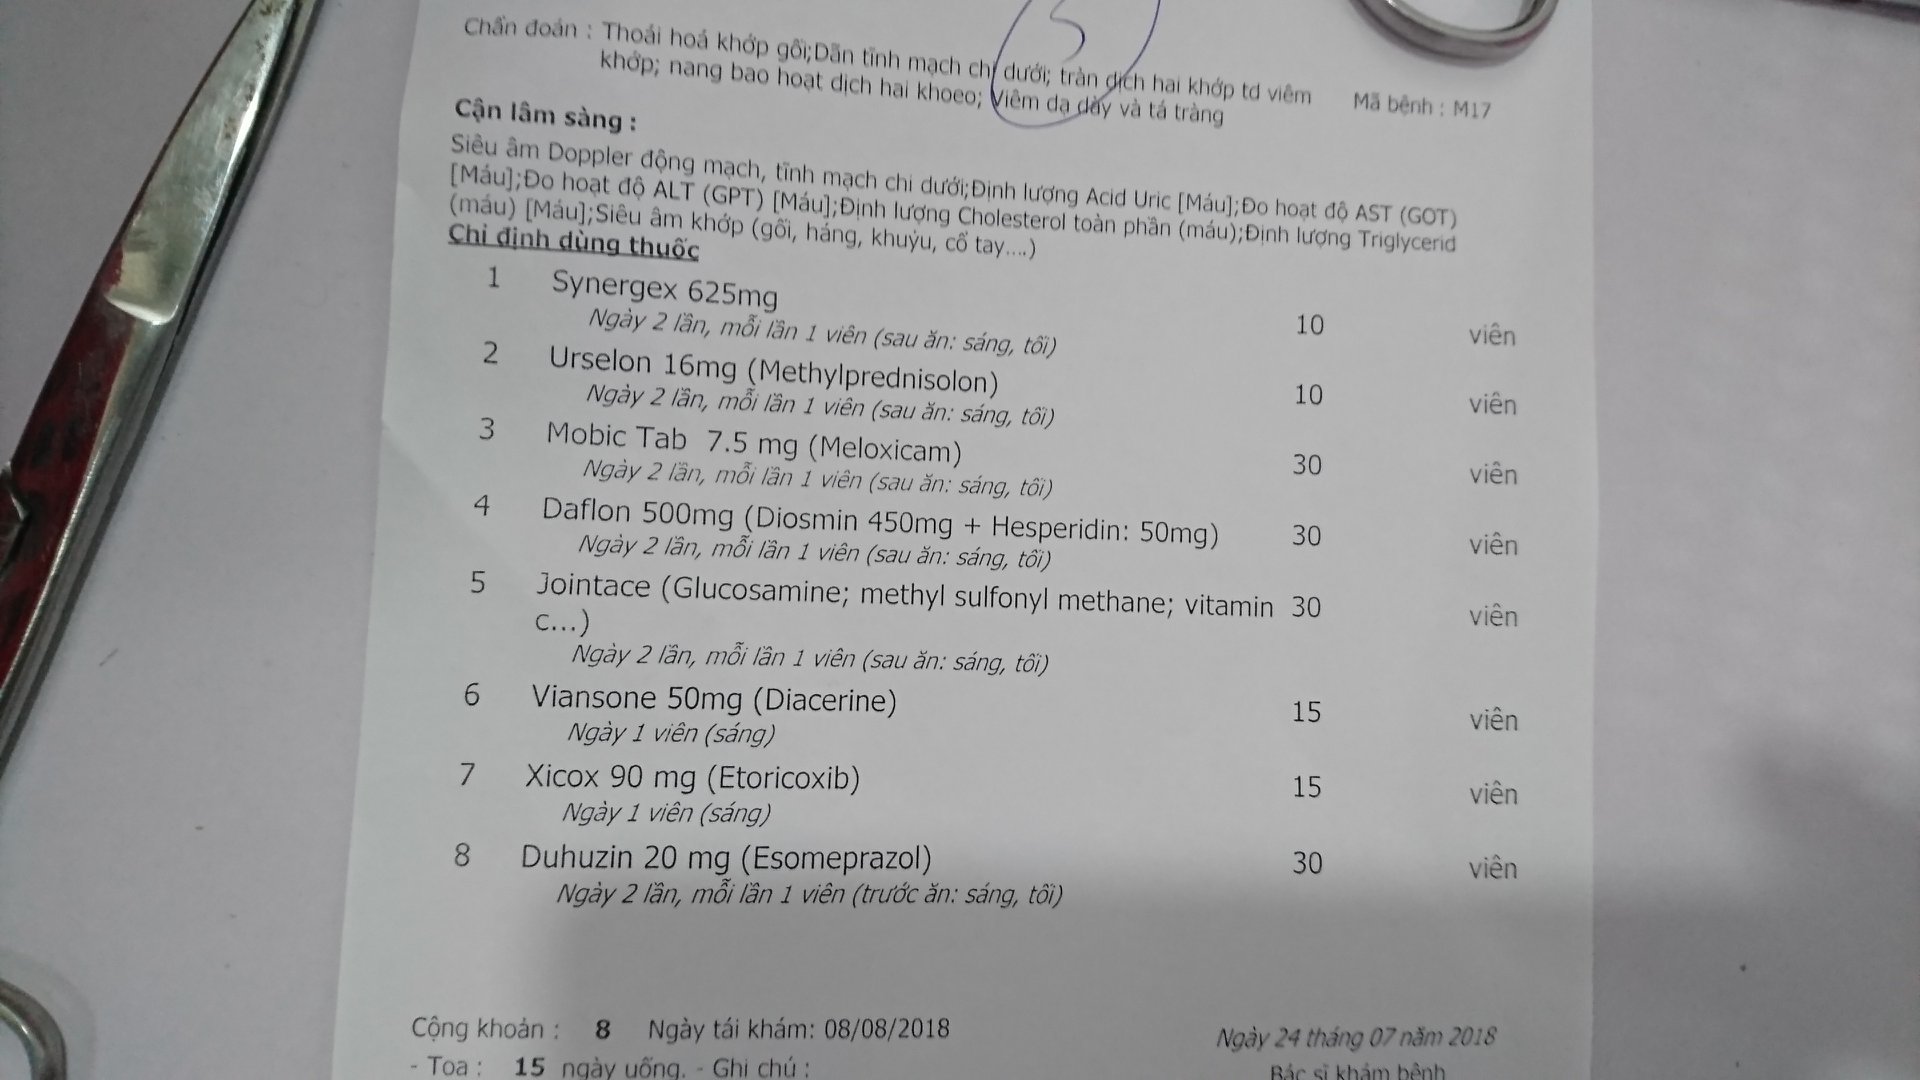 Chẩn đoán : Thoái hoá khớp gối;Dãn tĩnh mạch chi dưới; tràn dịch hai khớp td viêm
khớp; nang bao hoạt dịch hai khoeo; Viêm dạ dày và tá tràng
Mã bệnh : M17
Cận lâm sàng :
Siêu âm Doppler động mạch, tĩnh mạch chi dưới;Định lượng Acid Uric [Máu];Đo hoạt độ AST (GOT)
[Máu];Đo hoạt độ ALT (GPT) [Máu];Định lượng Cholesterol toàn phần (máu);Định lượng Triglycerid
(máu) [Máu];Siêu âm khớp (gối, háng, khuỷu, cổ tay....)
Chỉ định dùng thuốc
1 Synergex 625mg 10 viên
Ngày 2 lần, mỗi lần 1 viên (sau ăn: sáng, tối)
2 Urselon 16mg (Methylprednisolon) 10 viên
Ngày 2 lần, mỗi lần 1 viên (sau ăn: sáng, tối)
3 Mobic Tab 7.5 mg (Meloxicam) 30 viên
Ngày 2 lần, mỗi lần 1 viên (sau ăn: sáng, tối)
4 Daflon 500mg (Diosmin 450mg + Hesperidin: 50mg) 30 viên
Ngày 2 lần, mỗi lần 1 viên (sau ăn: sáng, tối)
5 Jointace (Glucosamine; methyl sulfonyl methane; vitamin 30 viên
c...)
Ngày 2 lần, mỗi lần 1 viên (sau ăn: sáng, tối)
6 Viansone 50mg (Diacerine) 15 viên
Ngày 1 viên (sáng)
7 Xicox 90 mg (Etoricoxib) 15 viên
Ngày 1 viên (sáng)
8 Duhuzin 20 mg (Esomeprazol) 30 viên
Ngày 2 lần, mỗi lần 1 viên (trước ăn: sáng, tối)
Cộng khoản : 8 Ngày tái khám: 08/08/2018
Ngày 24 tháng 07 năm 2018
- Toa : 15 ngày uống. - Ghi chú :
Bác sĩ khám bệnh